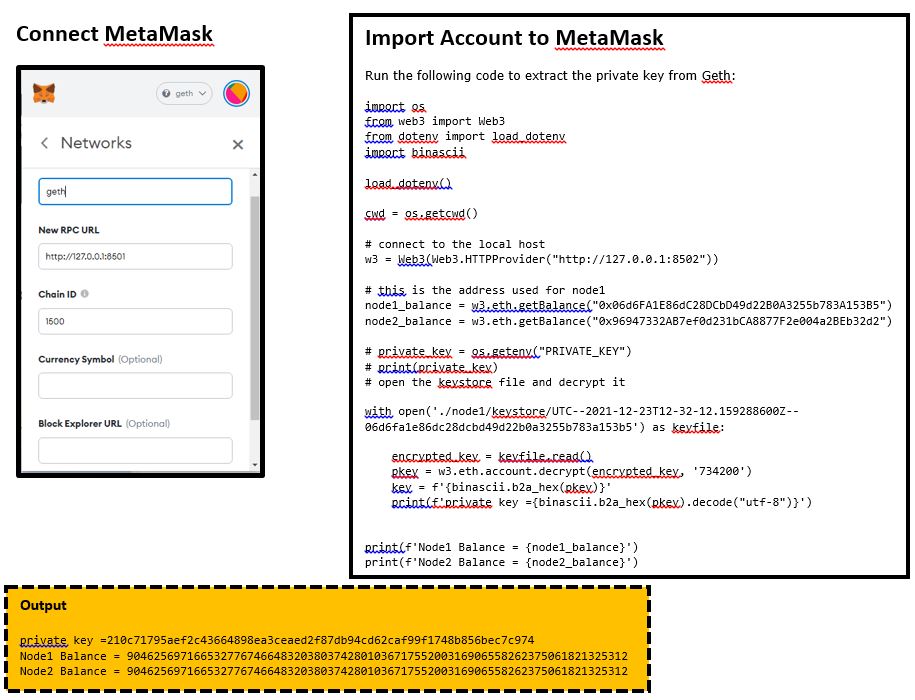 Connect MetaMask
geth
Networks
geth
New RPC URL
http://127.0.0.1:8501
Chain ID
1500
Currency Symbol (Optional)
Block Explorer URL (Optional)
Import Account to MetaMask
Run the following code to extract the private key from Geth:
import os
from web3 import Web3
from dotenv import load_dotenv
import binascii
load_dotenv()
cwd = os.getcwd()
# connect to the local host
w3 = Web3(Web3.HTTPProvider("http://127.0.0.1:8502"))
# this is the address used for node1
node1_balance = w3.eth.getBalance("0x06d6FA1E86dC28DCbD49d22B0A3255b783A153B5")
node2_balance = w3.eth.getBalance("0x96947332AB7ef0d231bCA8877F2e004a2BEb32d2")
# private_key = os.getenv("PRIVATE_KEY")
# print(private_key)
# open the keystore file and decrypt it
with open('./node1/keystore/UTC--2021-12-23T12-32-12.159288600Z--
06d6fa1e86dc28dcbd49d22b0a3255b783a153b5') as keyfile:
encrypted_key = keyfile.read()
pkey = w3.eth.account.decrypt(encrypted_key, '734200')
key = f'{binascii.b2a_hex(pkey)}'
print(f'private key ={binascii.b2a_hex(pkey).decode("utf-8")}')
print(f'Node1 Balance = {node1_balance}')
print(f'Node2 Balance = {node2_balance}')
Output
private key =210c71795aef2c43664898ea3ceaed2f87db94cd62caf99f1748b856bec7c974
Node1 Balance = 904625697166532776746648320380374280103671755200316906558262375061821325312
Node2 Balance = 904625697166532776746648320380374280103671755200316906558262375061821325312